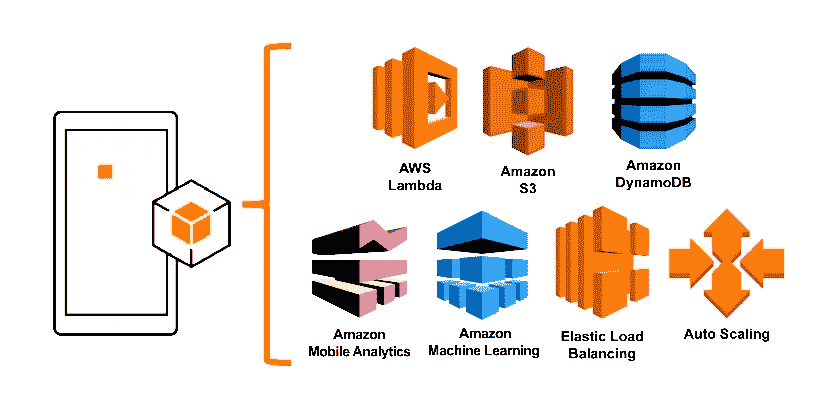 AWS
Lambda
Amazon
S3
Amazon
DynamoDB
Amazon
Mobile Analytics
Amazon
Machine Learning
Elastic Load
Balancing
Auto Scaling